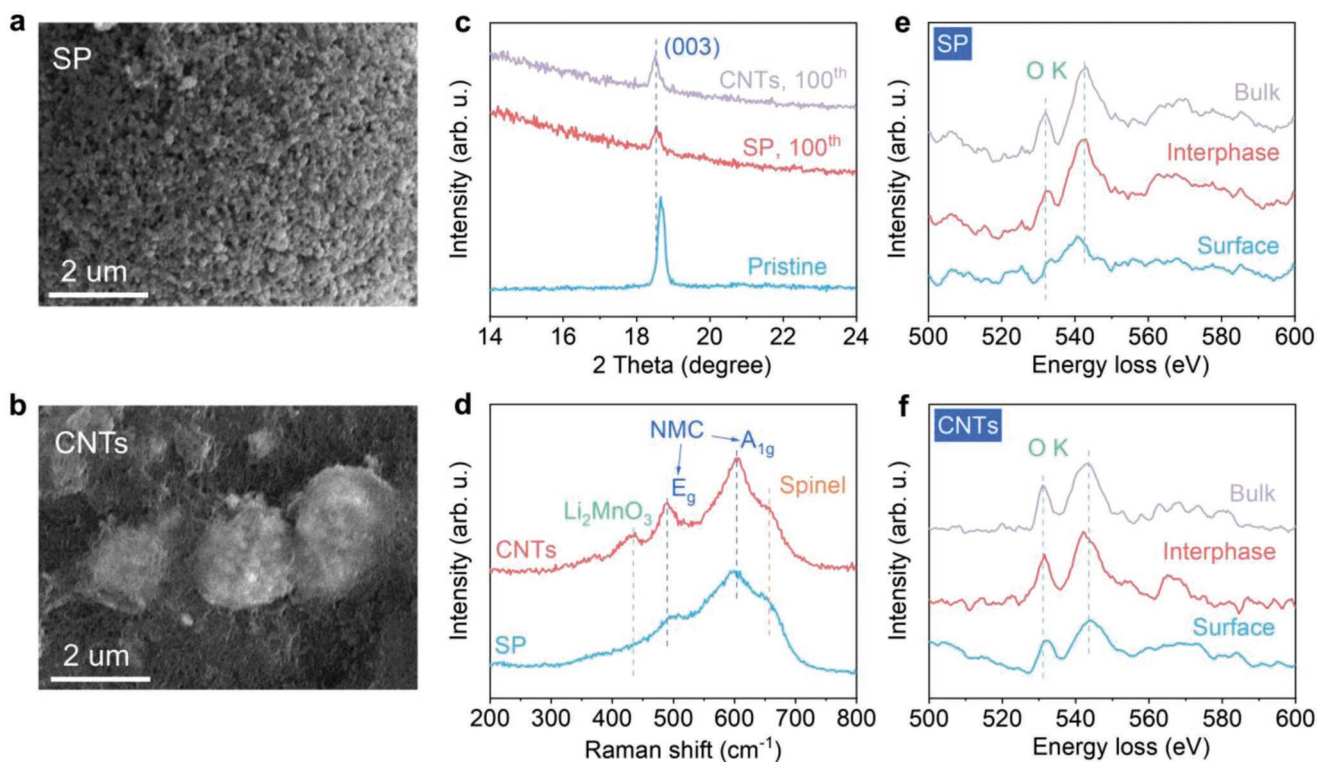 a
SP
2 um
b
CNTs
2 um
c
(003)
CNTs, 100th
SP, 100th
Pristine
Intensity (arb. u.)
14 16 18 20 22 24
2 Theta (degree)
d
NMC
A1g
Eg
Spinel
Li2MnO3
CNTs
SP
Intensity (arb. u.)
200 300 400 500 600 700 800
Raman shift (cm-1)
e
SP
O K
Bulk
Interphase
Surface
Intensity (arb. u.)
500 520 540 560 580 600
Energy loss (eV)
f
CNTs
O K
Bulk
Interphase
Surface
Intensity (arb. u.)
500 520 540 560 580 600
Energy loss (eV)